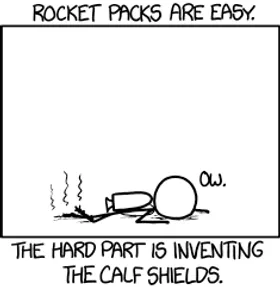 ROCKET PACKS ARE EASY.
OW.
THE HARD PART IS INVENTING
THE CALF SHIELDS.